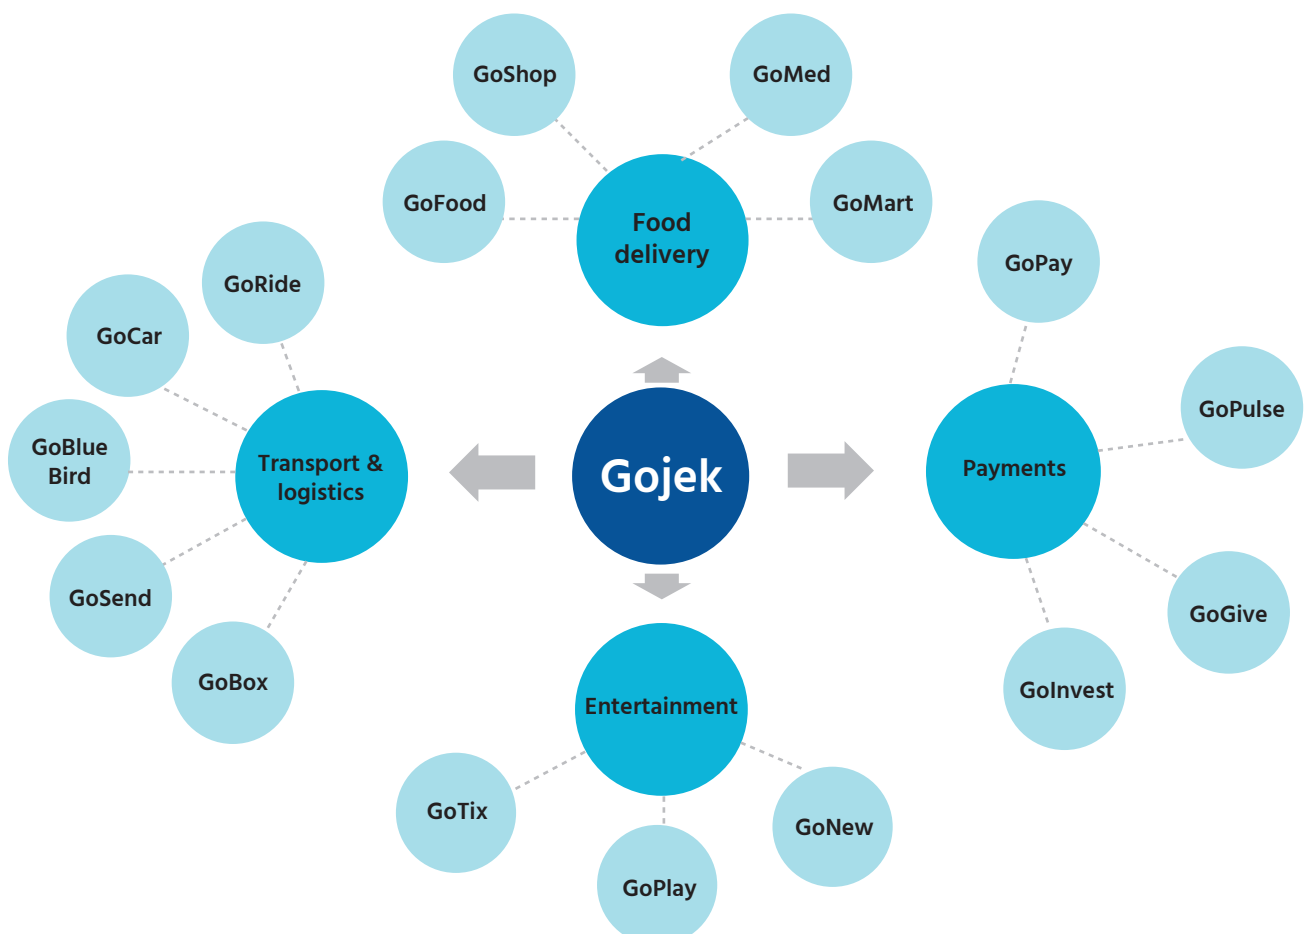 GoShop
GoMed
GoFood
Food
delivery
GoMart
GoPay
GoRide
GoCar
GoPulse
GoBlue
Bird
Transport &
logistics
Gojek
Payments
GoSend
GoGive
GoBox
Entertainment
GoInvest
GoTix
GoNew
GoPlay